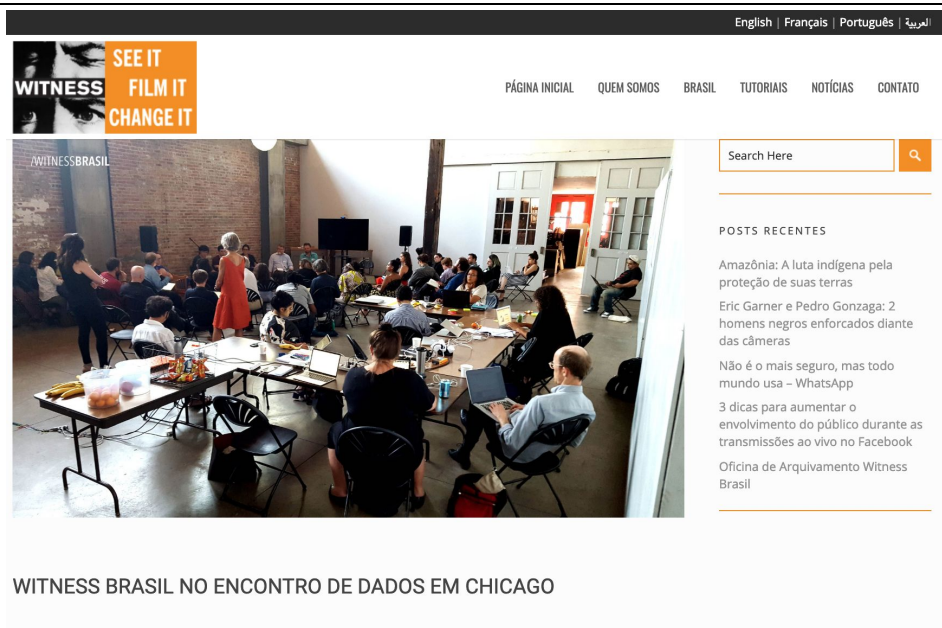 English | Français | Português | العربية
WITNESS
SEE IT
FILM IT
CHANGE IT
PÁGINA INICIAL
QUEM SOMOS
BRASIL
TUTORIAIS
NOTÍCIAS
CONTATO
/WITNESSBRASIL
Search Here
POSTS RECENTES
Amazônia: A luta indígena pela
proteção de suas terras
Eric Garner e Pedro Gonzaga: 2
homens negros enforcados diante
das câmeras
Não é o mais seguro, mas todo
mundo usa – WhatsApp
3 dicas para aumentar o
envolvimento do público durante as
transmissões ao vivo no Facebook
Oficina de Arquivamento Witness
Brasil
WITNESS BRASIL NO ENCONTRO DE DADOS EM CHICAGO